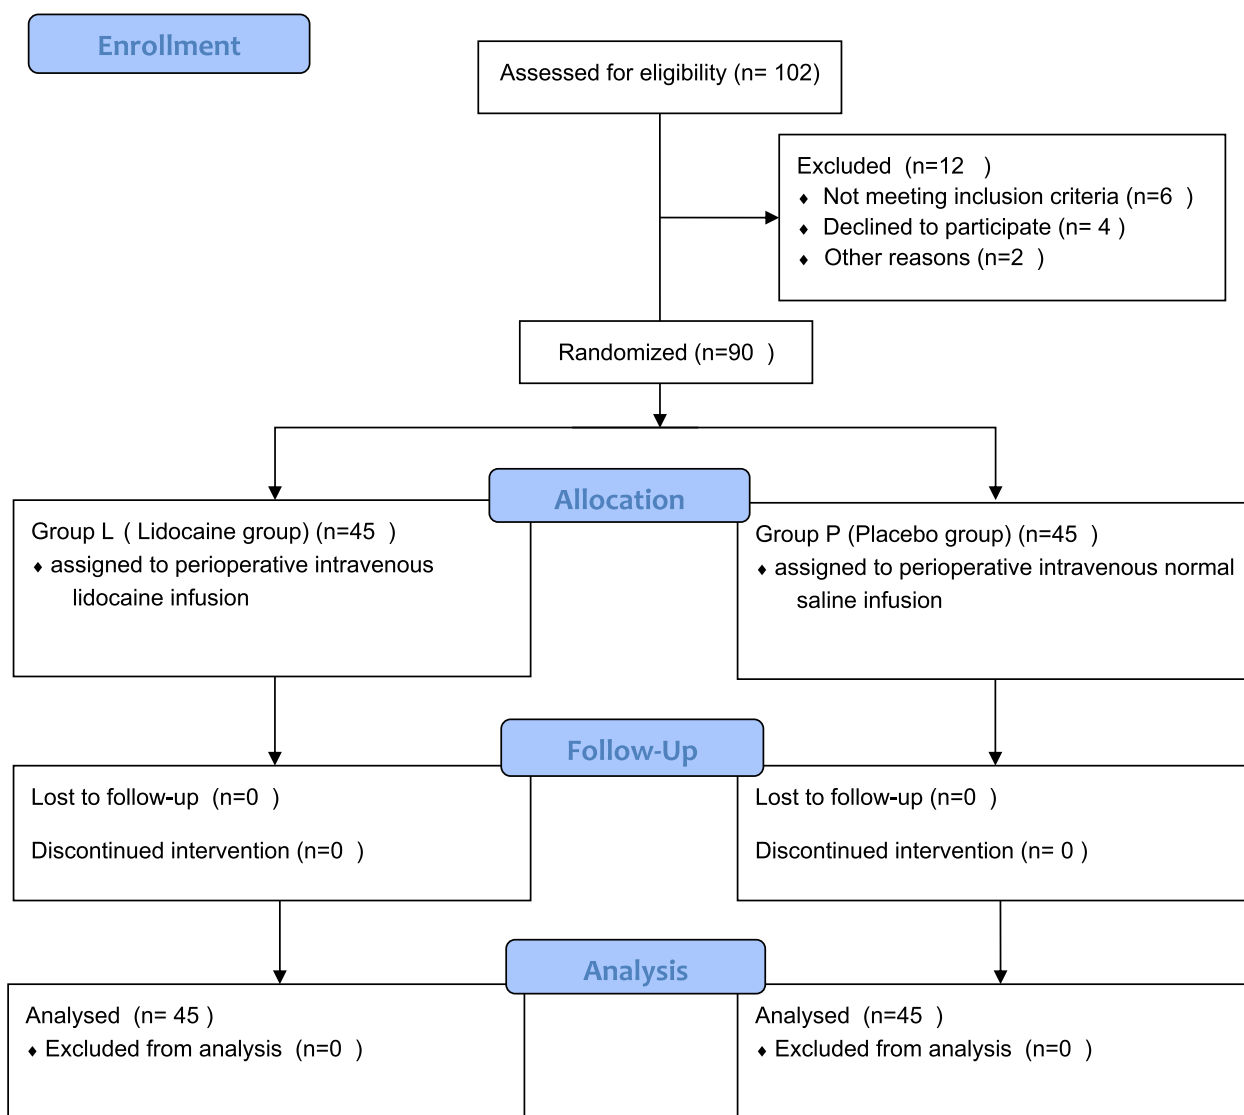 Enrollment
Assessed for eligibility (n= 102)
Excluded (n=12 )
♦ Not meeting inclusion criteria (n=6 )
♦ Declined to participate (n= 4 )
♦ Other reasons (n=2 )
Randomized (n=90 )
Allocation
Group L ( Lidocaine group) (n=45 )
♦ assigned to perioperative intravenous
lidocaine infusion
Group P (Placebo group) (n=45 )
♦ assigned to perioperative intravenous normal
saline infusion
Follow-Up
Lost to follow-up (n=0 )
Discontinued intervention (n=0 )
Lost to follow-up (n=0 )
Discontinued intervention (n= 0 )
Analysis
Analysed (n= 45 )
♦ Excluded from analysis (n=0 )
Analysed (n=45 )
♦ Excluded from analysis (n=0 )